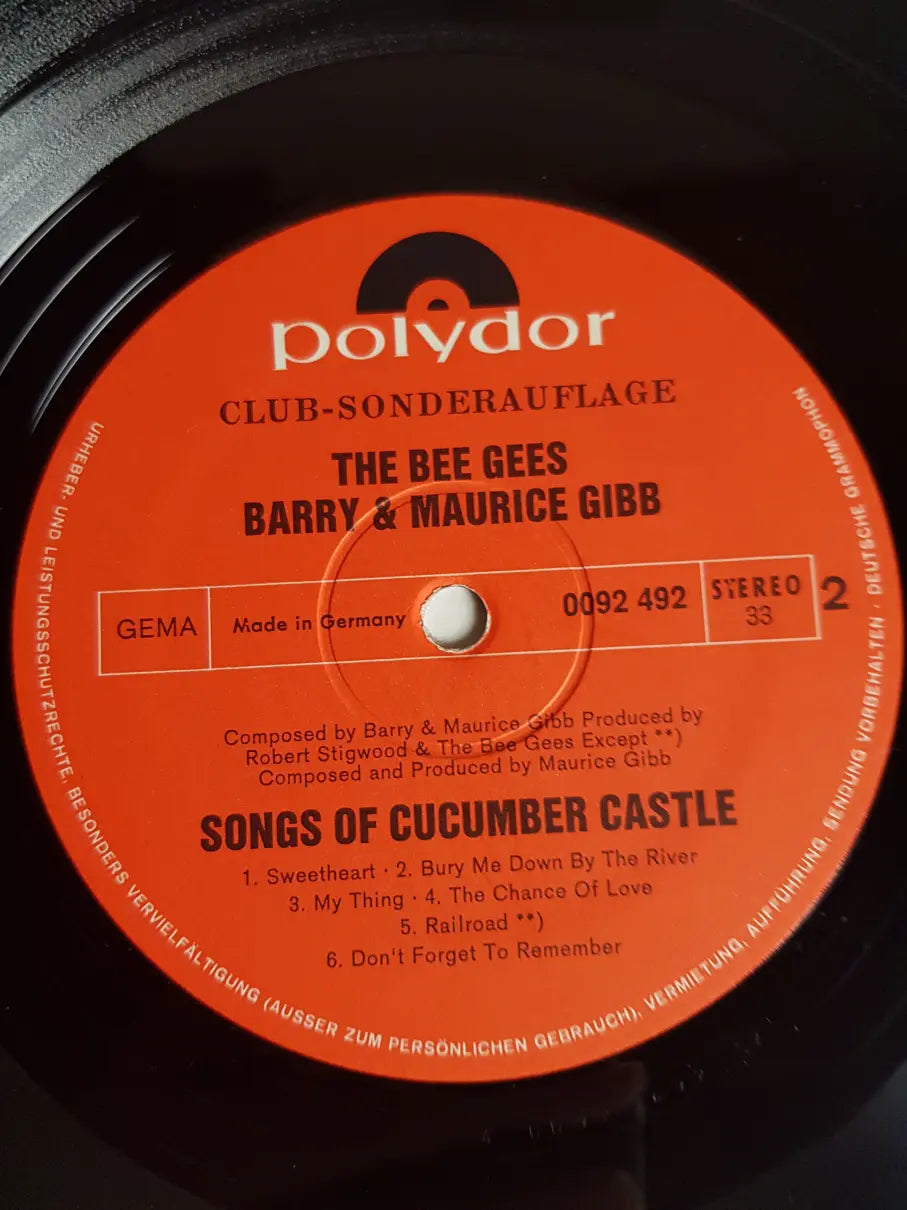 polydor
CLUB-SONDERAUFLAGE
THE BEE GEES
BARRY & MAURICE GIBB
GEMA
Made in Germany
0092 492
STEREO
33
2
Composed by Barry & Maurice Gibb Produced by
Robert Stigwood & The Bee Gees Except **)
Composed and Produced by Maurice Gibb
SONGS OF CUCUMBER CASTLE
1. Sweetheart · 2. Bury Me Down By The River
3. My Thing · 4. The Chance Of Love
5. Railroad **)
6. Don't Forget To Remember
URHEBER- UND LEISTUNGSSCHUTZRECHTE, BESONDERS VERVIELFÄLTIGUNG (AUSSER ZUM PERSÖNLICHEN GEBRAUCH), VERMIETUNG, AUFFÜHRUNG, SENDUNG VORBEHALTEN · DEUTSCHE GRAMMOPHON